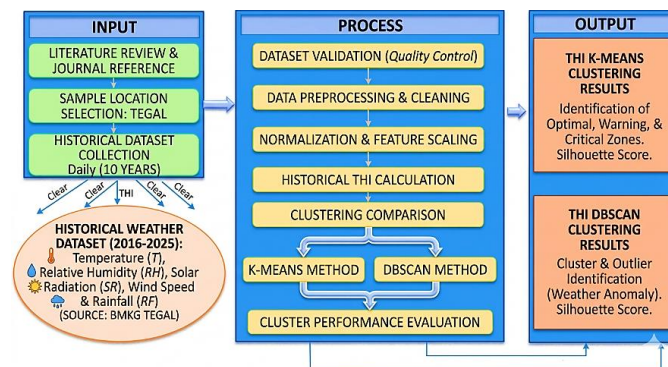 INPUT
LITERATURE REVIEW &
JOURNAL REFERENCE
SAMPLE LOCATION
SELECTION: TEGAL
HISTORICAL DATASET
COLLECTION
Daily (10 YEARS)
Clear
Clear
THI
Clear
Clear
HISTORICAL WEATHER
DATASET (2016-2025):
Temperature (T),
Relative Humidity (RH), Solar
Radiation (SR), Wind Speed
& Rainfall (RF)
(SOURCE: BMKG TEGAL)
PROCESS
DATASET VALIDATION (Quality Control)
DATA PREPROCESSING & CLEANING
NORMALIZATION & FEATURE SCALING
HISTORICAL THI CALCULATION
CLUSTERING COMPARISON
K-MEANS METHOD
DBSCAN METHOD
CLUSTER PERFORMANCE EVALUATION
OUTPUT
THI K-MEANS
CLUSTERING
RESULTS
Identification of
Optimal, Warning, &
Critical Zones.
Silhouette Score.
THI DBSCAN
CLUSTERING
RESULTS
Cluster & Outlier
Identification
(Weather Anomaly).
Silhouette Score.